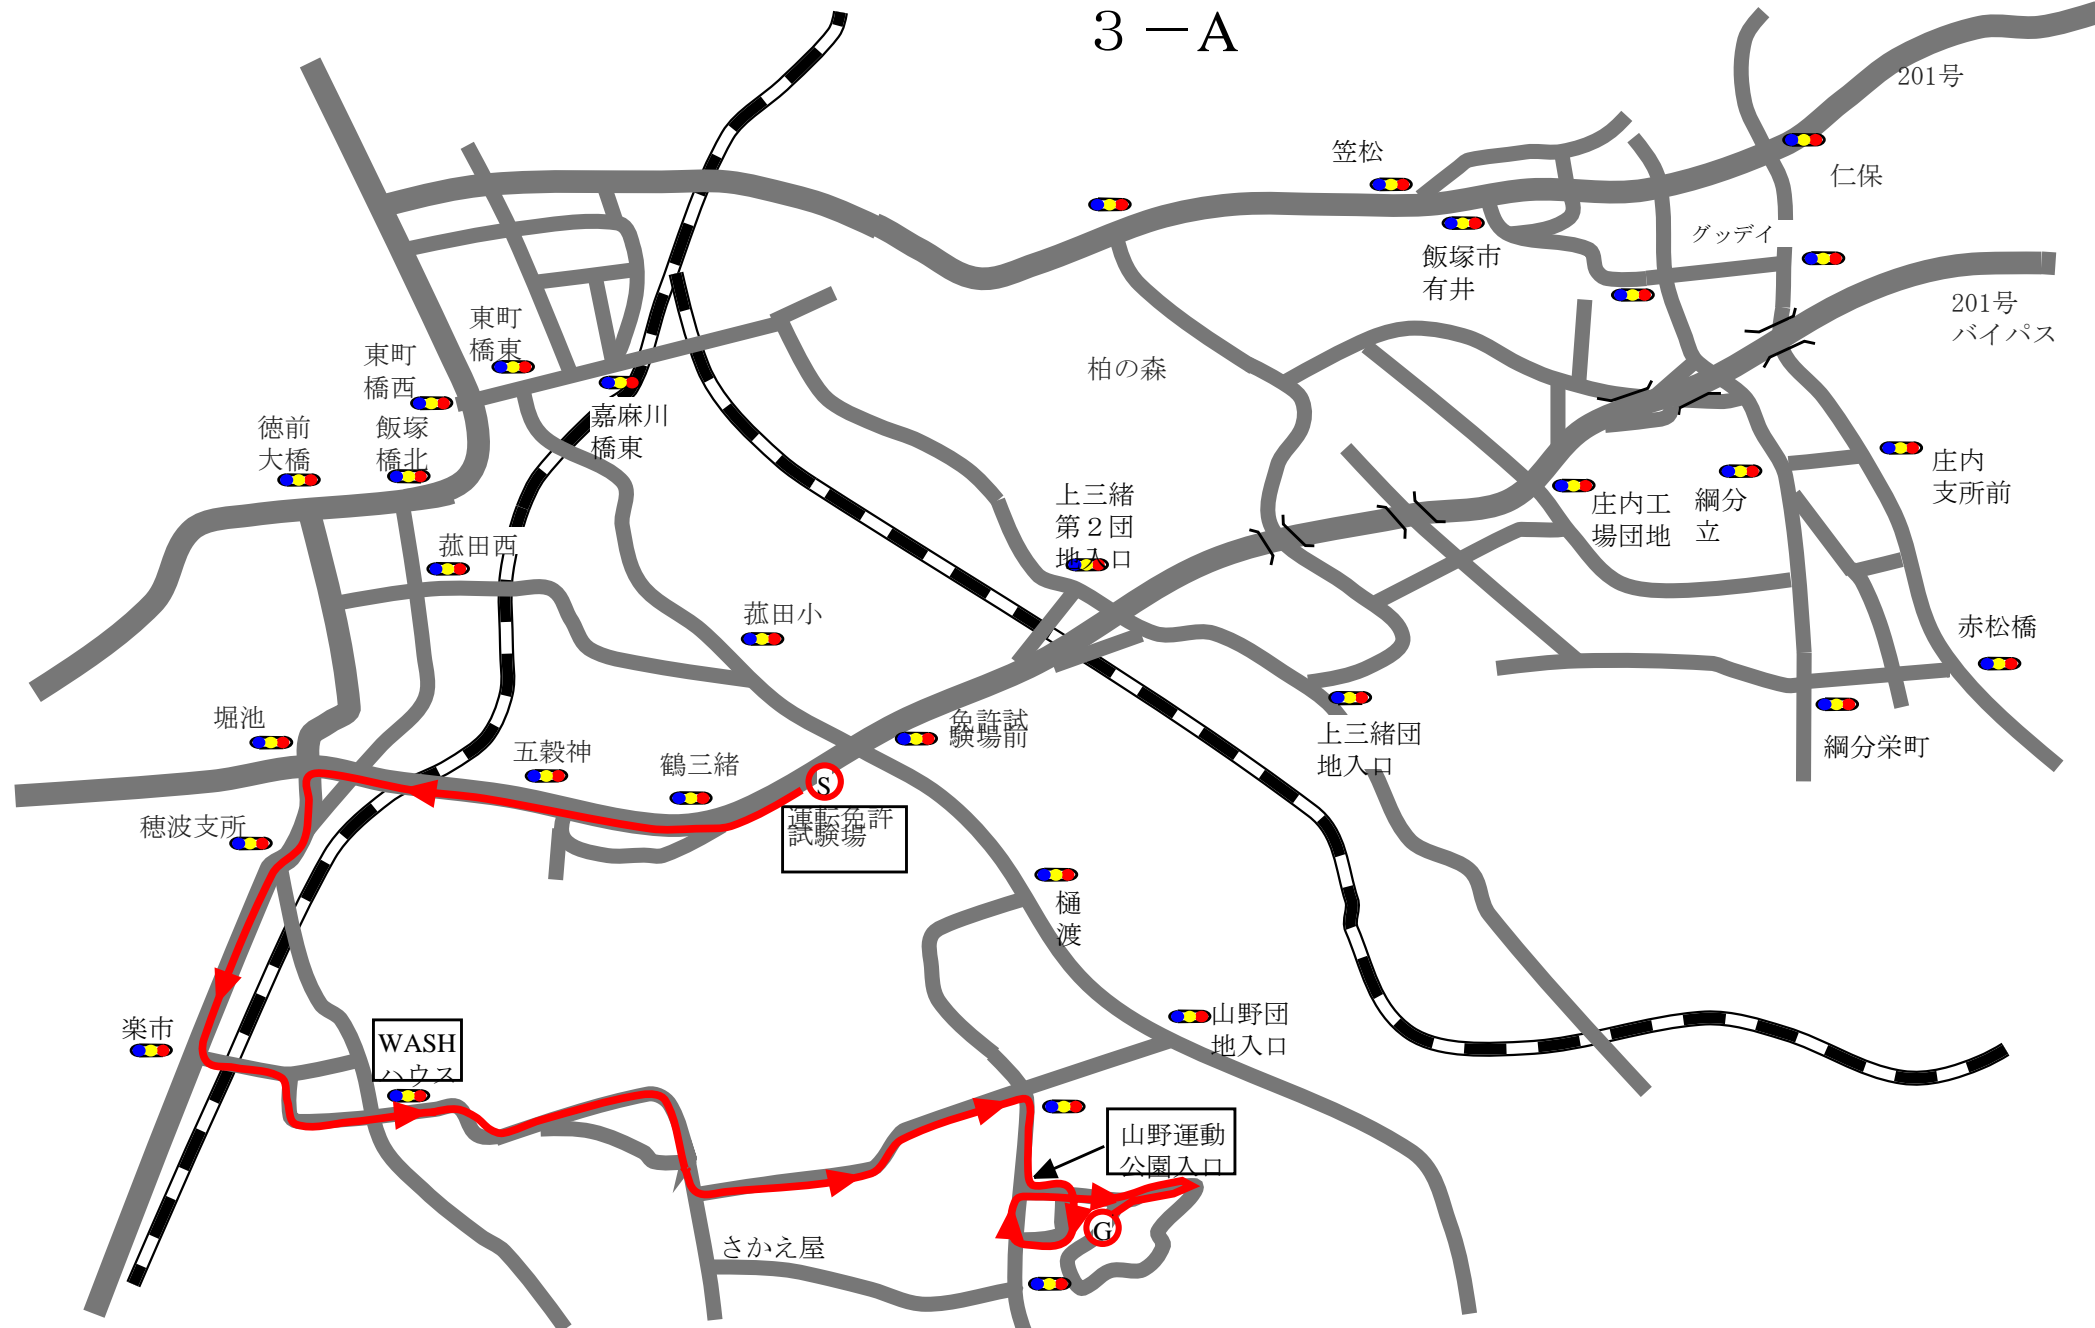 ３－A
201号
笠松
仁保
グッデイ
飯塚市
有井
201号
バイパス
東町
橋東
東町
橋西
柏の森
嘉麻川
橋東
徳前
大橋
飯塚
橋北
庄内
支所前
上三緒
第２団
地入口
庄内工
場団地
綱分
立
菰田西
菰田小
赤松橋
堀池
免許試
験場前
上三緒団
地入口
綱分栄町
五穀神
鶴三緒
S
運転免許
試験場
穂波支所
樋
渡
山野団
地入口
楽市
WASH
ハウス
山野運動
公園入口
G
さかえ屋